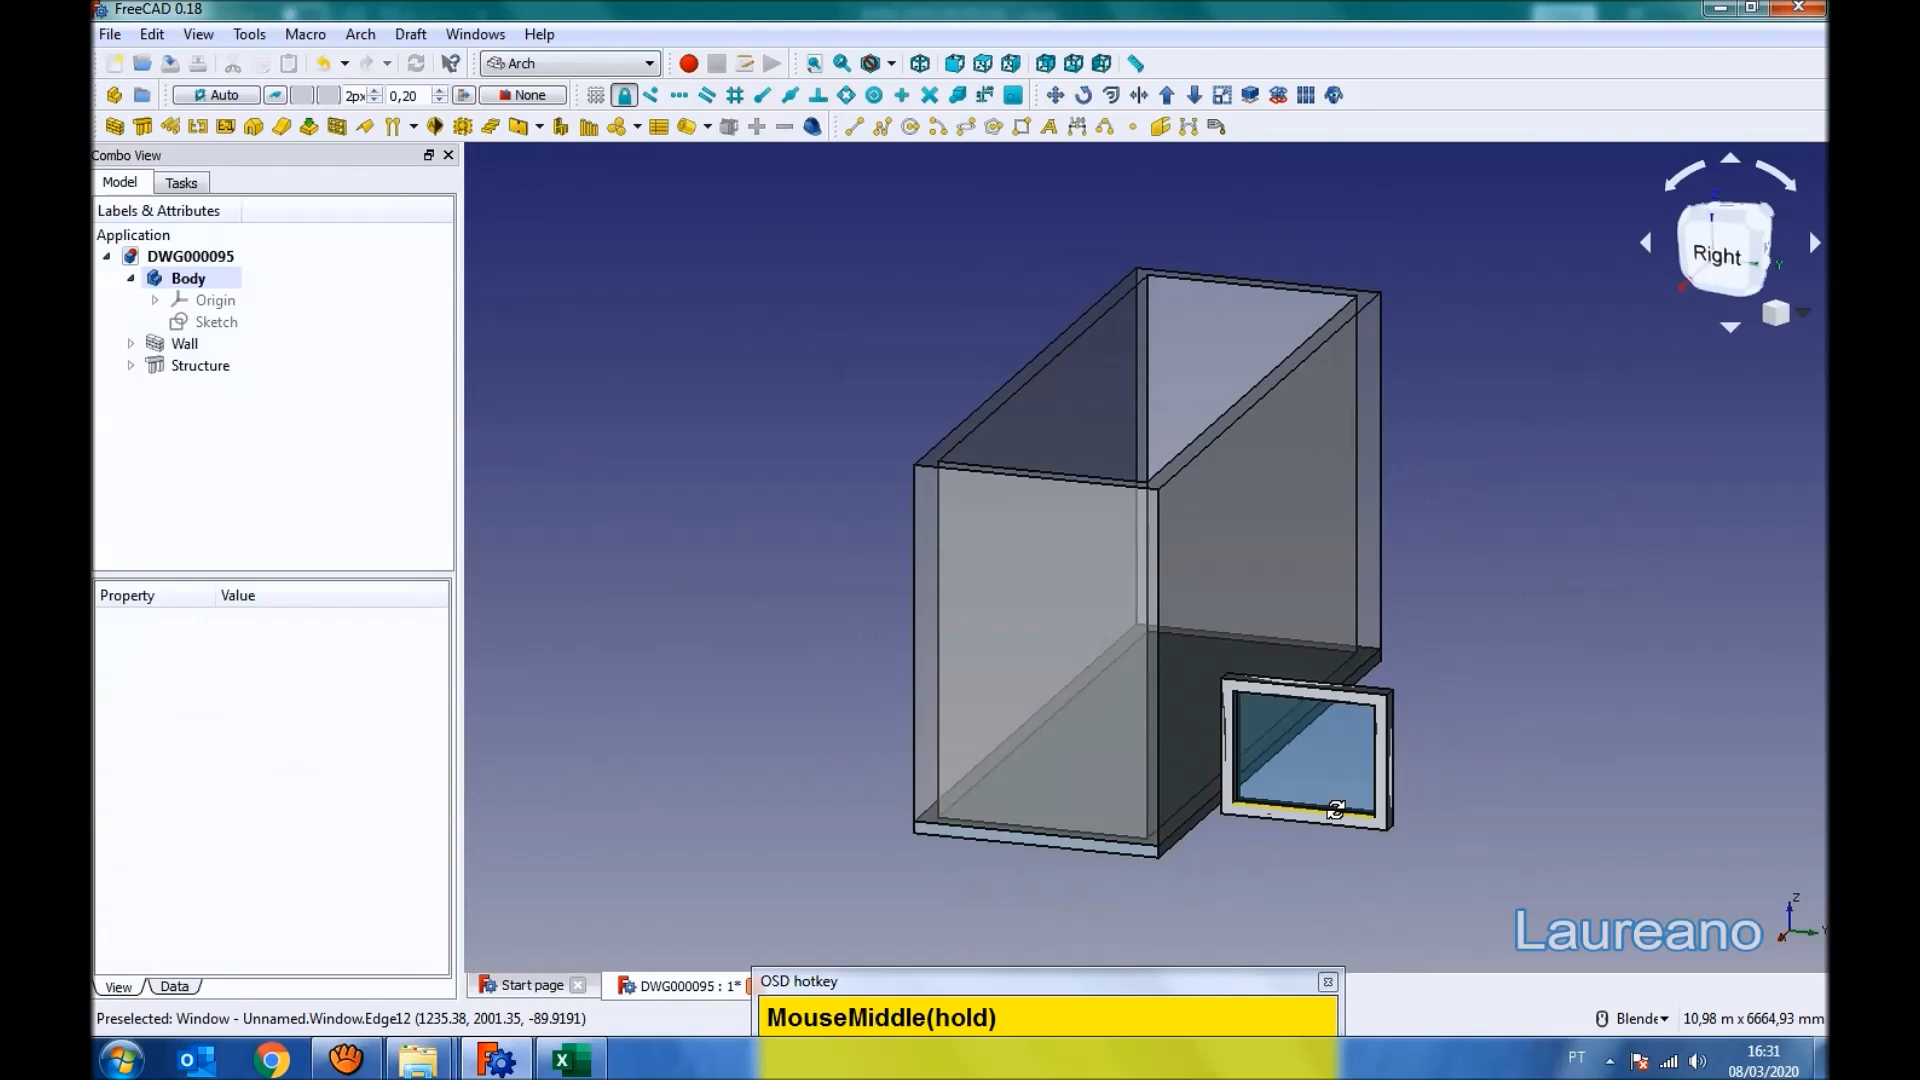 FreeCAD 0.18
File Edit View Tools Macro Arch Draft Windows Help
Arch
Auto 2px 0,20 None
Combo View
Model Tasks
Labels & Attributes
Application
DWG000095
Body
Origin
Sketch
Wall
Structure
Property Value
View Data
Right
Z
Y
Z
Y
Laureano
Start page
DWG000095 : 1*
OSD hotkey
MouseMiddle(hold)
Preselected: Window - Unnamed.Window.Edge12 (1235.38, 2001.35, -89.9191)
Blende 10,98 m x 6664,93 mm
PT
16:31
08/03/2020